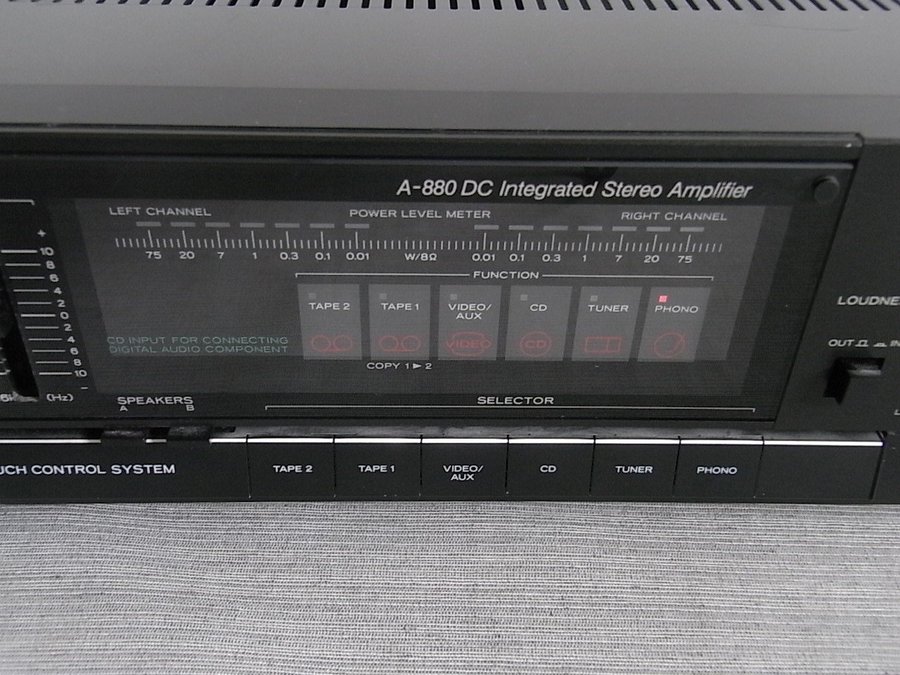 A-880 DC Integrated Stereo Amplifier
LEFT CHANNEL POWER LEVEL METER RIGHT CHANNEL
75 20 7 1 0.3 0.1 0.01 W/8Ω 0.01 0.1 0.3 1 7 20 75
FUNCTION
TAPE 2 TAPE 1 VIDEO/AUX CD TUNER PHONO
VIDEO CD
CD INPUT FOR CONNECTING
DIGITAL AUDIO COMPONENT
COPY 1▶2
+
10
8
6
4
2
0
2
4
6
8
10
−
(Hz)
SPEAKERS
A B
SELECTOR
LOUDNE
OUT IN
UCH CONTROL SYSTEM
TAPE 2 TAPE 1 VIDEO/AUX CD TUNER PHONO